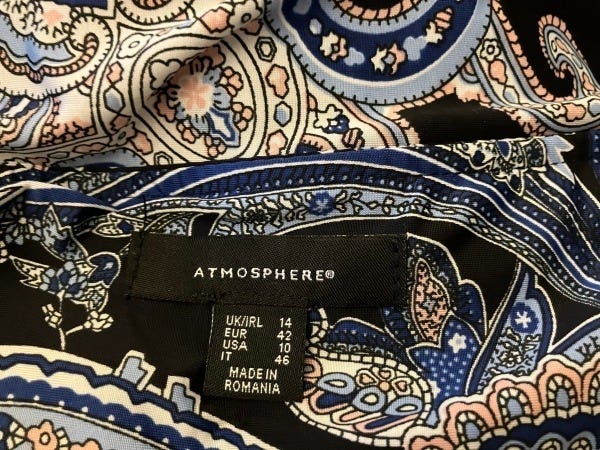 ATMOSPHERE®
UK/IRL 14
EUR 42
USA 10
IT 46
MADE IN
ROMANIA